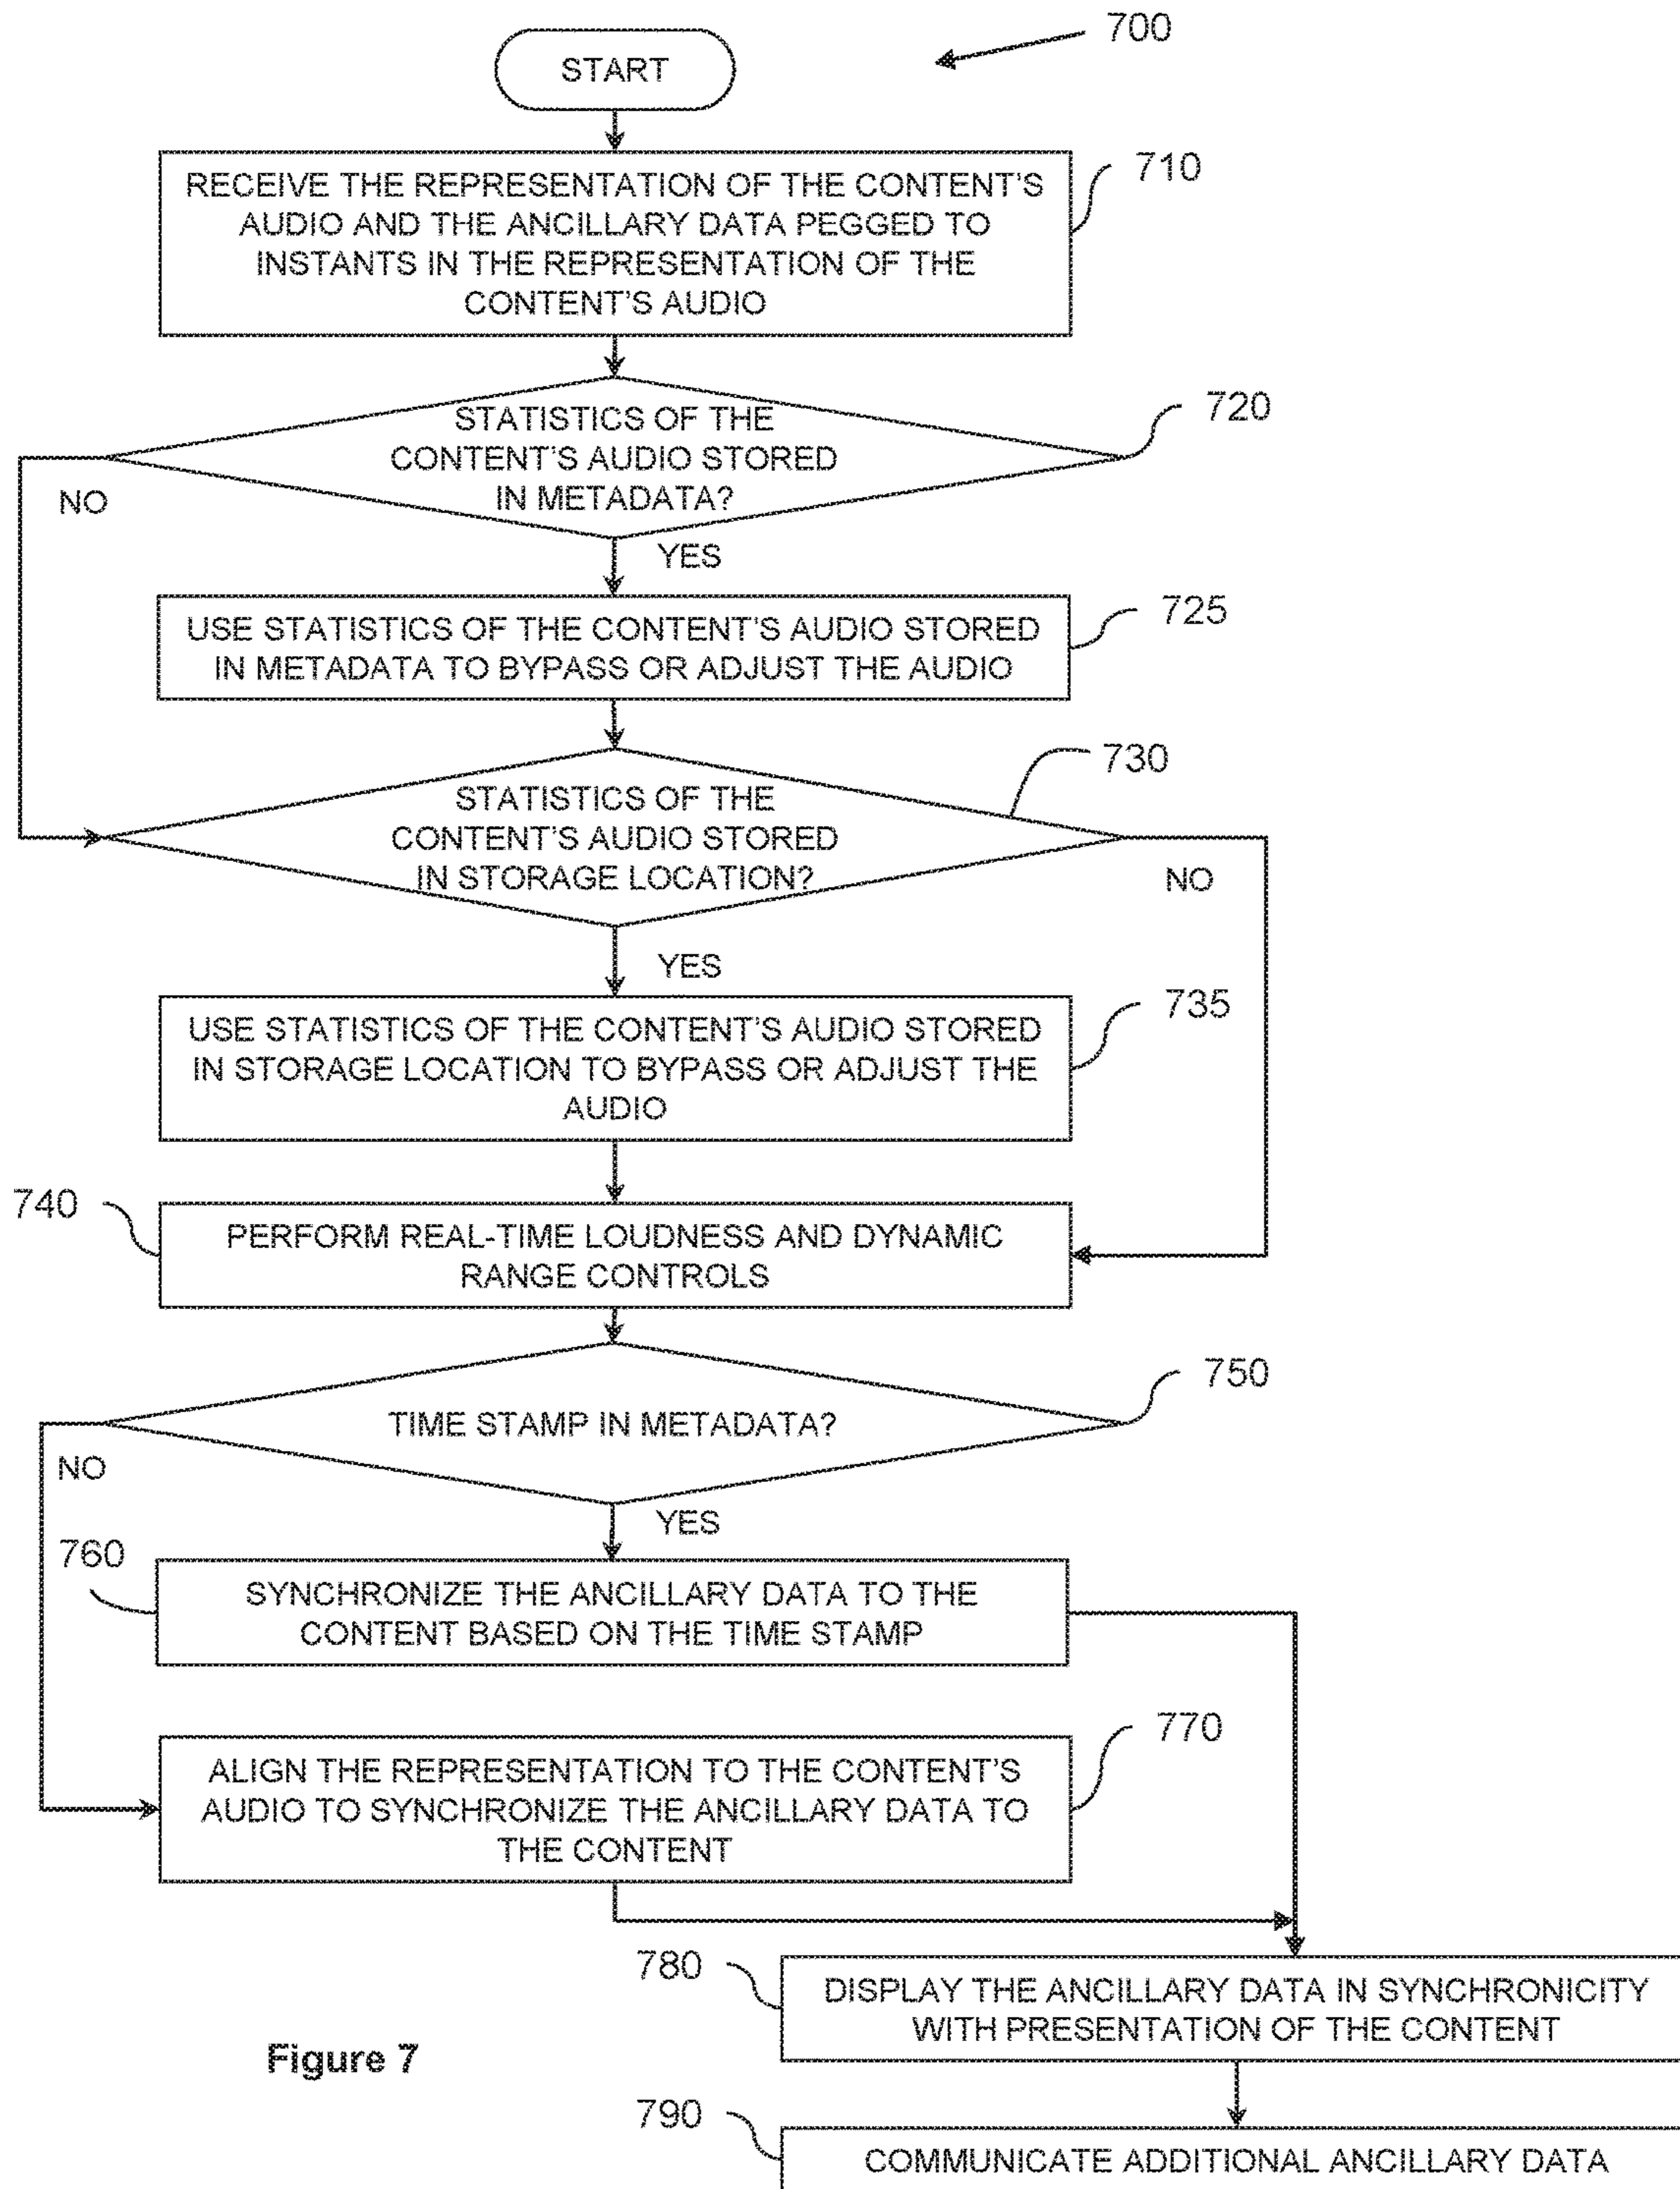 700
START
710
RECEIVE THE REPRESENTATION OF THE CONTENT'S
AUDIO AND THE ANCILLARY DATA PEGGED TO
INSTANTS IN THE REPRESENTATION OF THE
CONTENT'S AUDIO
720
STATISTICS OF THE
CONTENT'S AUDIO STORED
IN METADATA?
NO
YES
725
USE STATISTICS OF THE CONTENT'S AUDIO STORED
IN METADATA TO BYPASS OR ADJUST THE AUDIO
730
STATISTICS OF THE
CONTENT'S AUDIO STORED
IN STORAGE LOCATION?
NO
YES
735
USE STATISTICS OF THE CONTENT'S AUDIO STORED
IN STORAGE LOCATION TO BYPASS OR ADJUST THE
AUDIO
740
PERFORM REAL-TIME LOUDNESS AND DYNAMIC
RANGE CONTROLS
750
TIME STAMP IN METADATA?
NO
YES
760
SYNCHRONIZE THE ANCILLARY DATA TO THE
CONTENT BASED ON THE TIME STAMP
770
ALIGN THE REPRESENTATION TO THE CONTENT'S
AUDIO TO SYNCHRONIZE THE ANCILLARY DATA TO
THE CONTENT
780
DISPLAY THE ANCILLARY DATA IN SYNCHRONICITY
WITH PRESENTATION OF THE CONTENT
Figure 7
790
COMMUNICATE ADDITIONAL ANCILLARY DATA